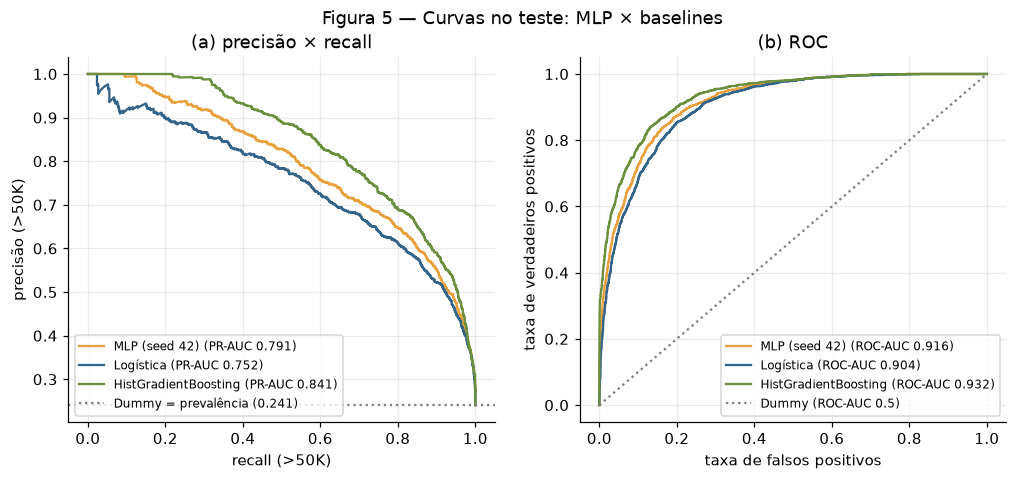 Figura 5 — Curvas no teste: MLP × baselines
(a) precisão × recall
precisão (>50K)
1.0
0.9
0.8
0.7
0.6
0.5
0.4
0.3
MLP (seed 42) (PR-AUC 0.791)
Logística (PR-AUC 0.752)
HistGradientBoosting (PR-AUC 0.841)
Dummy = prevalência (0.241)
0.0 0.2 0.4 0.6 0.8 1.0
recall (>50K)
(b) ROC
taxa de verdadeiros positivos
1.0
0.8
0.6
0.4
0.2
0.0
MLP (seed 42) (ROC-AUC 0.916)
Logística (ROC-AUC 0.904)
HistGradientBoosting (ROC-AUC 0.932)
Dummy (ROC-AUC 0.5)
0.0 0.2 0.4 0.6 0.8 1.0
taxa de falsos positivos